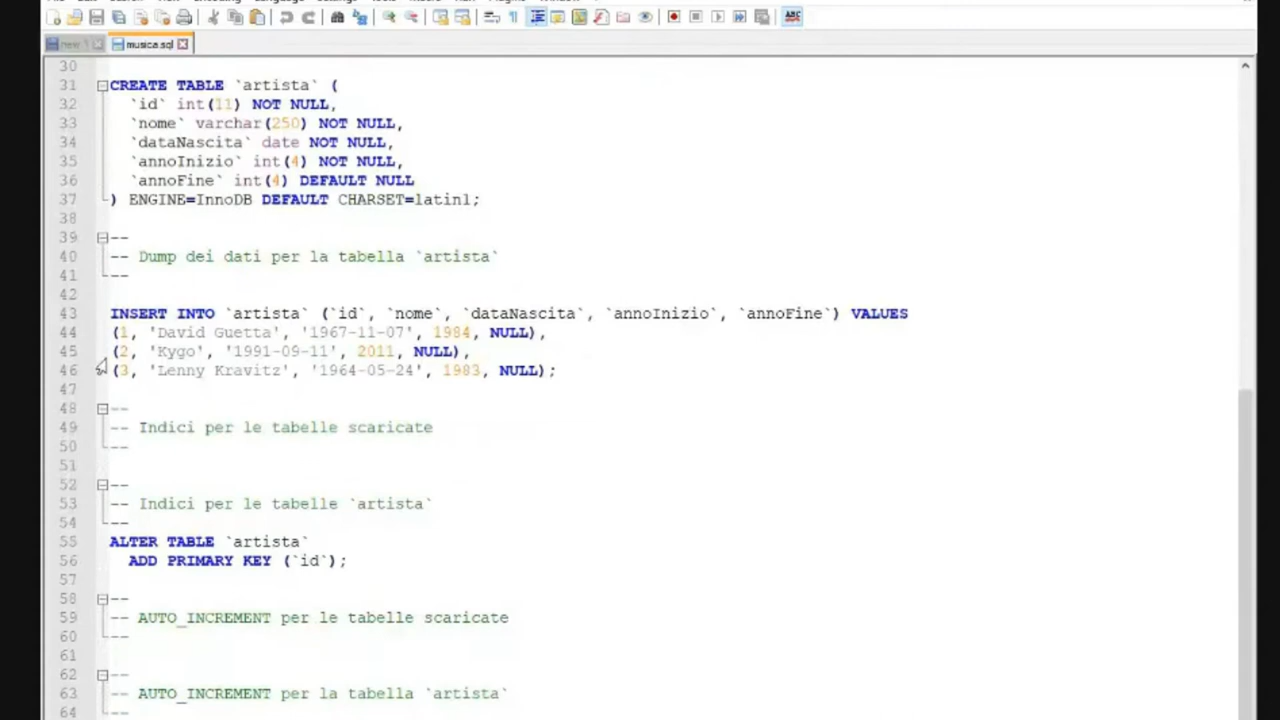 new 1
musica.sql
30
31 CREATE TABLE `artista` (
32 `id` int(11) NOT NULL,
33 `nome` varchar(250) NOT NULL,
34 `dataNascita` date NOT NULL,
35 `annoInizio` int(4) NOT NULL,
36 `annoFine` int(4) DEFAULT NULL
37 ) ENGINE=InnoDB DEFAULT CHARSET=latin1;
38
39 --
40 -- Dump dei dati per la tabella `artista`
41 --
42
43 INSERT INTO `artista` (`id`, `nome`, `dataNascita`, `annoInizio`, `annoFine`) VALUES
44 (1, 'David Guetta', '1967-11-07', 1984, NULL),
45 (2, 'Kygo', '1991-09-11', 2011, NULL),
46 (3, 'Lenny Kravitz', '1964-05-24', 1983, NULL);
47
48 --
49 -- Indici per le tabelle scaricate
50 --
51
52 --
53 -- Indici per le tabelle `artista`
54 --
55 ALTER TABLE `artista`
56 ADD PRIMARY KEY (`id`);
57
58 --
59 -- AUTO_INCREMENT per le tabelle scaricate
60 --
61
62 --
63 -- AUTO_INCREMENT per la tabella `artista`
64 --